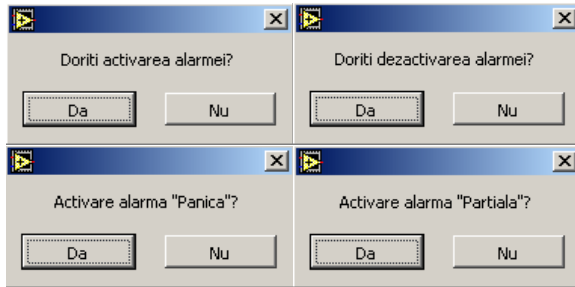 Doriti activarea alarmei?
Da Nu
Doriti dezactivarea alarmei?
Da Nu
Activare alarma "Panica"?
Da Nu
Activare alarma "Partiala"?
Da Nu